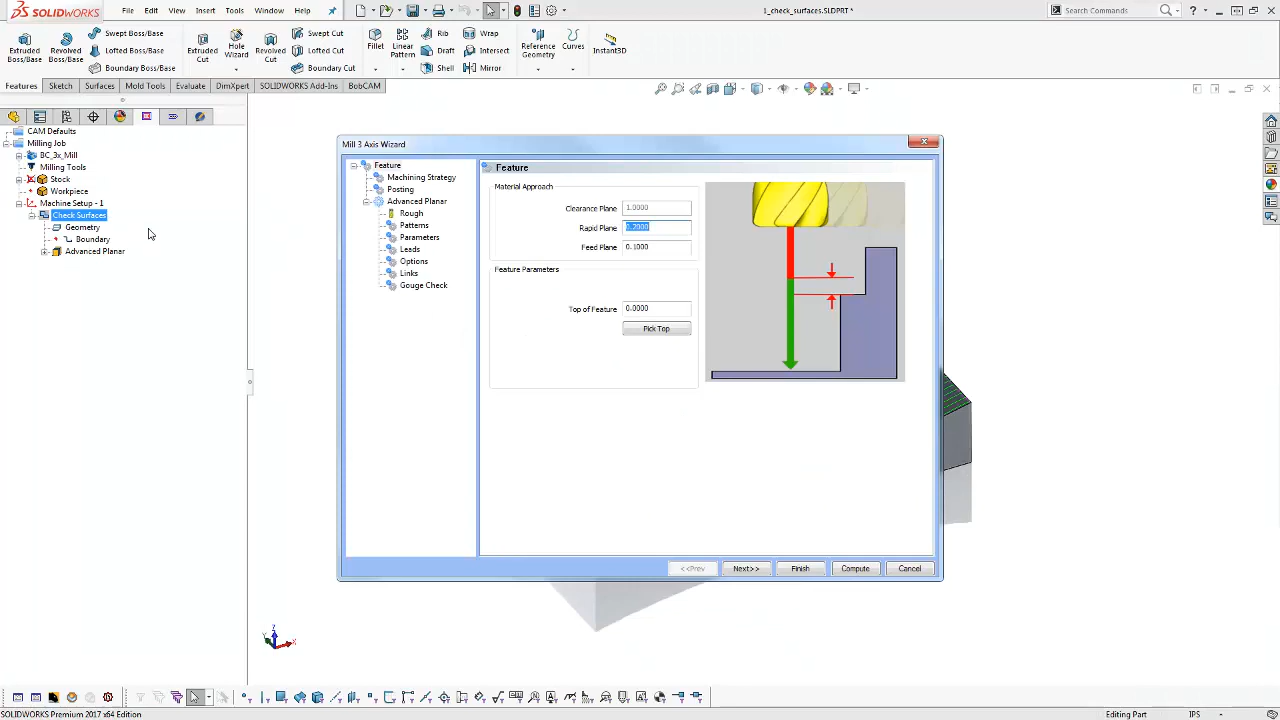 SOLIDWORKS File Edit View Insert Tools Window Help 1_check_surfaces.SLDPRT * Search Commands
Extruded Boss/Base
Revolved Boss/Base
Swept Boss/Base
Lofted Boss/Base
Boundary Boss/Base
Extruded Cut
Hole Wizard
Revolved Cut
Swept Cut
Lofted Cut
Boundary Cut
Fillet
Linear Pattern
Rib
Draft
Shell
Wrap
Intersect
Mirror
Reference Geometry
Curves
Instant3D
Features Sketch Surfaces Mold Tools Evaluate DimXpert SOLIDWORKS Add-Ins BobCAM
CAM Defaults
Milling Job
BC_3x_Mill
Milling Tools
Stock
Workpiece
Machine Setup - 1
Check Surfaces
Geometry
Boundary
Advanced Planar
Mill 3 Axis Wizard
Feature
Machining Strategy
Posting
Advanced Planar
Rough
Patterns
Parameters
Leads
Options
Links
Gouge Check
Feature
Material Approach
Clearance Plane 1.0000
Rapid Plane 0.2000
Feed Plane 0.1000
Feature Parameters
Top of Feature 0.0000
Pick Top
<<Prev Next>> Finish Compute Cancel
Z
Y
X
SOLIDWORKS Premium 2017 x64 Edition Editing Part IPS